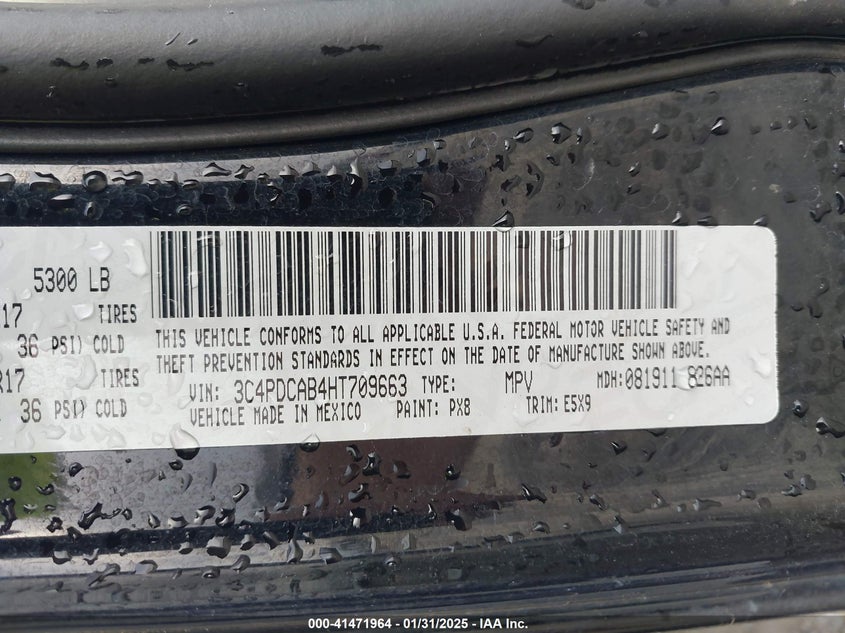 5300 LB
17 TIRES
36 PSI) COLD
R17 TIRES
36 PSI) COLD
THIS VEHICLE CONFORMS TO ALL APPLICABLE U.S.A. FEDERAL MOTOR VEHICLE SAFETY AND
THEFT PREVENTION STANDARDS IN EFFECT ON THE DATE OF MANUFACTURE SHOWN ABOVE.
VIN: 3C4PDCAB4HT709663 TYPE: MPV MDH:081911 826AA
VEHICLE MADE IN MEXICO PAINT: PX8 TRIM: E5X9
000-41471964 / 01/31/2025 - IAA Inc.